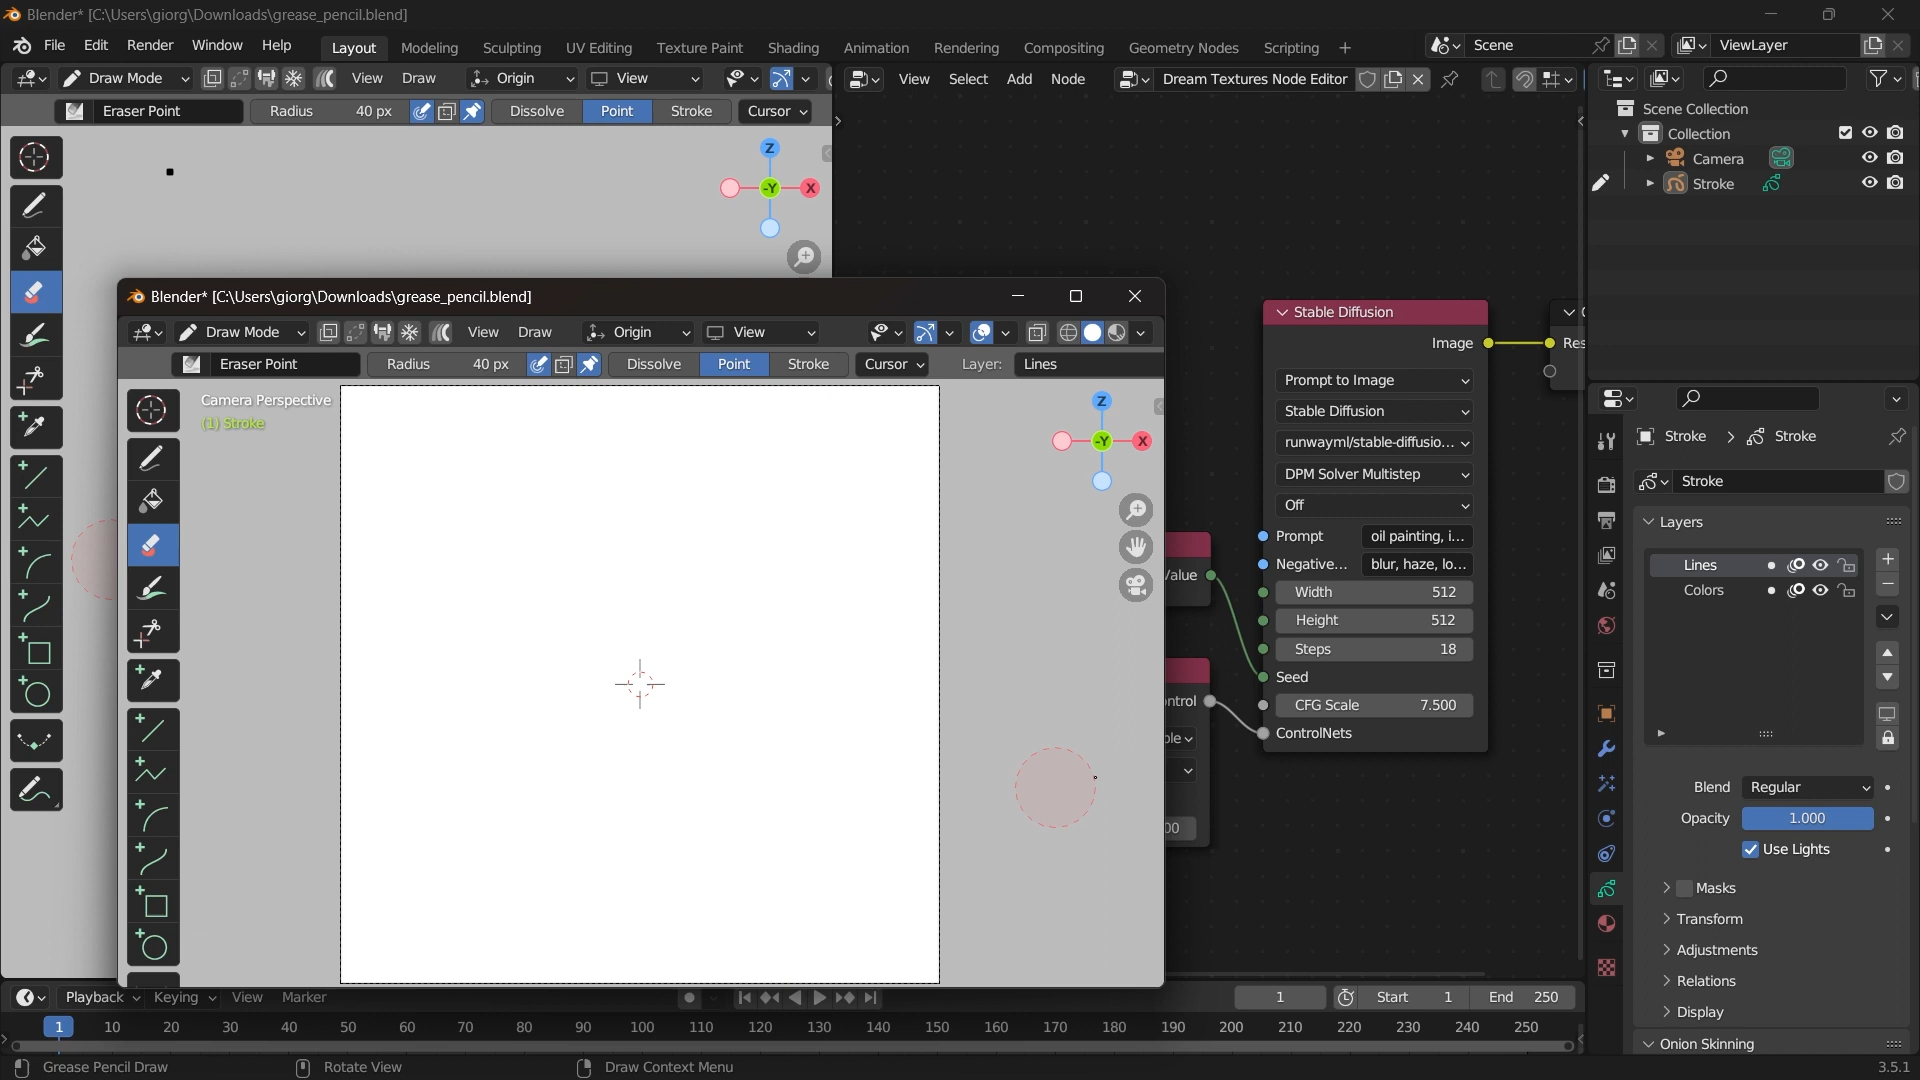 Blender* [C:\Users\giorg\Downloads\grease_pencil.blend]
File Edit Render Window Help Layout Modeling Sculpting UV Editing Texture Paint Shading Animation Rendering Compositing Geometry Nodes Scripting + Scene ViewLayer
Draw Mode View Draw Origin View View Select Add Node Dream Textures Node Editor
Eraser Point Radius 40 px Dissolve Point Stroke Cursor
Scene Collection
Collection
Camera
Stroke
Z
-Y X
Blender* [C:\Users\giorg\Downloads\grease_pencil.blend]
Draw Mode View Draw Origin View
Eraser Point Radius 40 px Dissolve Point Stroke Cursor Layer: Lines
Camera Perspective
(1) Stroke
Z
-Y X
Stable Diffusion
Image
Res
Prompt to Image
Stable Diffusion
runwayml/stable-diffusio...
DPM Solver Multistep
Off
Prompt oil painting, i...
Negative... blur, haze, lo...
Width 512
Height 512
Steps 18
Seed
CFG Scale 7.500
ControlNets
Value
ntrol
ble
00
Stroke > Stroke
Stroke
Layers
Lines
Colors
Blend Regular
Opacity 1.000
Use Lights
Masks
Transform
Adjustments
Relations
Display
Onion Skinning
Playback Keying View Marker 1 Start 1 End 250
1 10 20 30 40 50 60 70 80 90 100 110 120 130 140 150 160 170 180 190 200 210 220 230 240 250
Grease Pencil Draw Rotate View Draw Context Menu 3.5.1